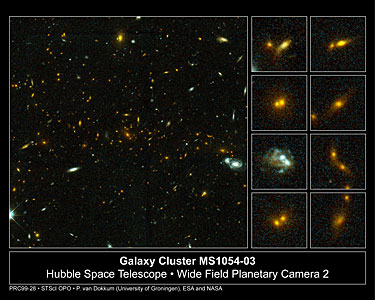 Galaxy Cluster MS1054-03
Hubble Space Telescope • Wide Field Planetary Camera 2
PRC99-28 • STScI OPO • P. van Dokkum (University of Groningen), ESA and NASA